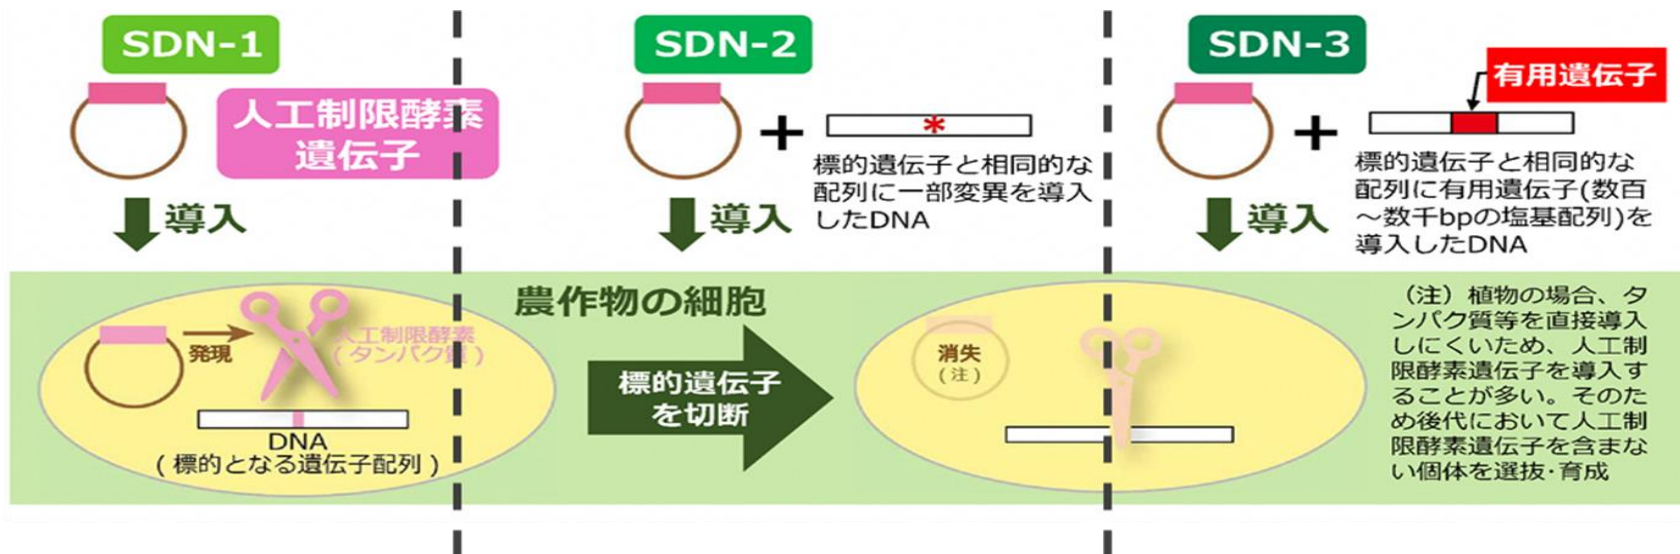 SDN-1
人工制限酵素
遺伝子
導入
SDN-2
+
*
標的遺伝子と相同的な
配列に一部変異を導入
したDNA
導入
SDN-3
+
有用遺伝子
標的遺伝子と相同的な
配列に有用遺伝子(数百
～数千bpの塩基配列)を
導入したDNA
導入
農作物の細胞
発現
人工制限酵素
(タンパク質)
DNA
(標的となる遺伝子配列)
標的遺伝子
を切断
消失
(注)
(注)植物の場合、タ
ンパク質等を直接導入
しにくいため、人工制
限酵素遺伝子を導入す
ることが多い。そのた
め後代において人工制
限酵素遺伝子を含まな
い個体を選抜・育成